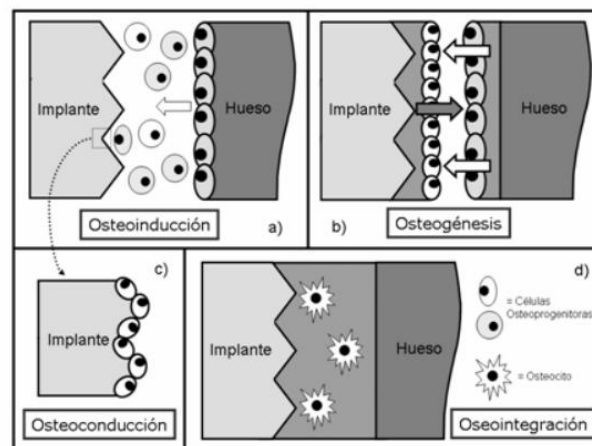 Implante
Hueso
Osteoinducción
a)
Implante
Hueso
b)
Osteogénesis
c)
Implante
Osteoconducción
d)
Implante
Hueso
= Células
Osteoprogenitoras
= Osteocito
Oseointegración